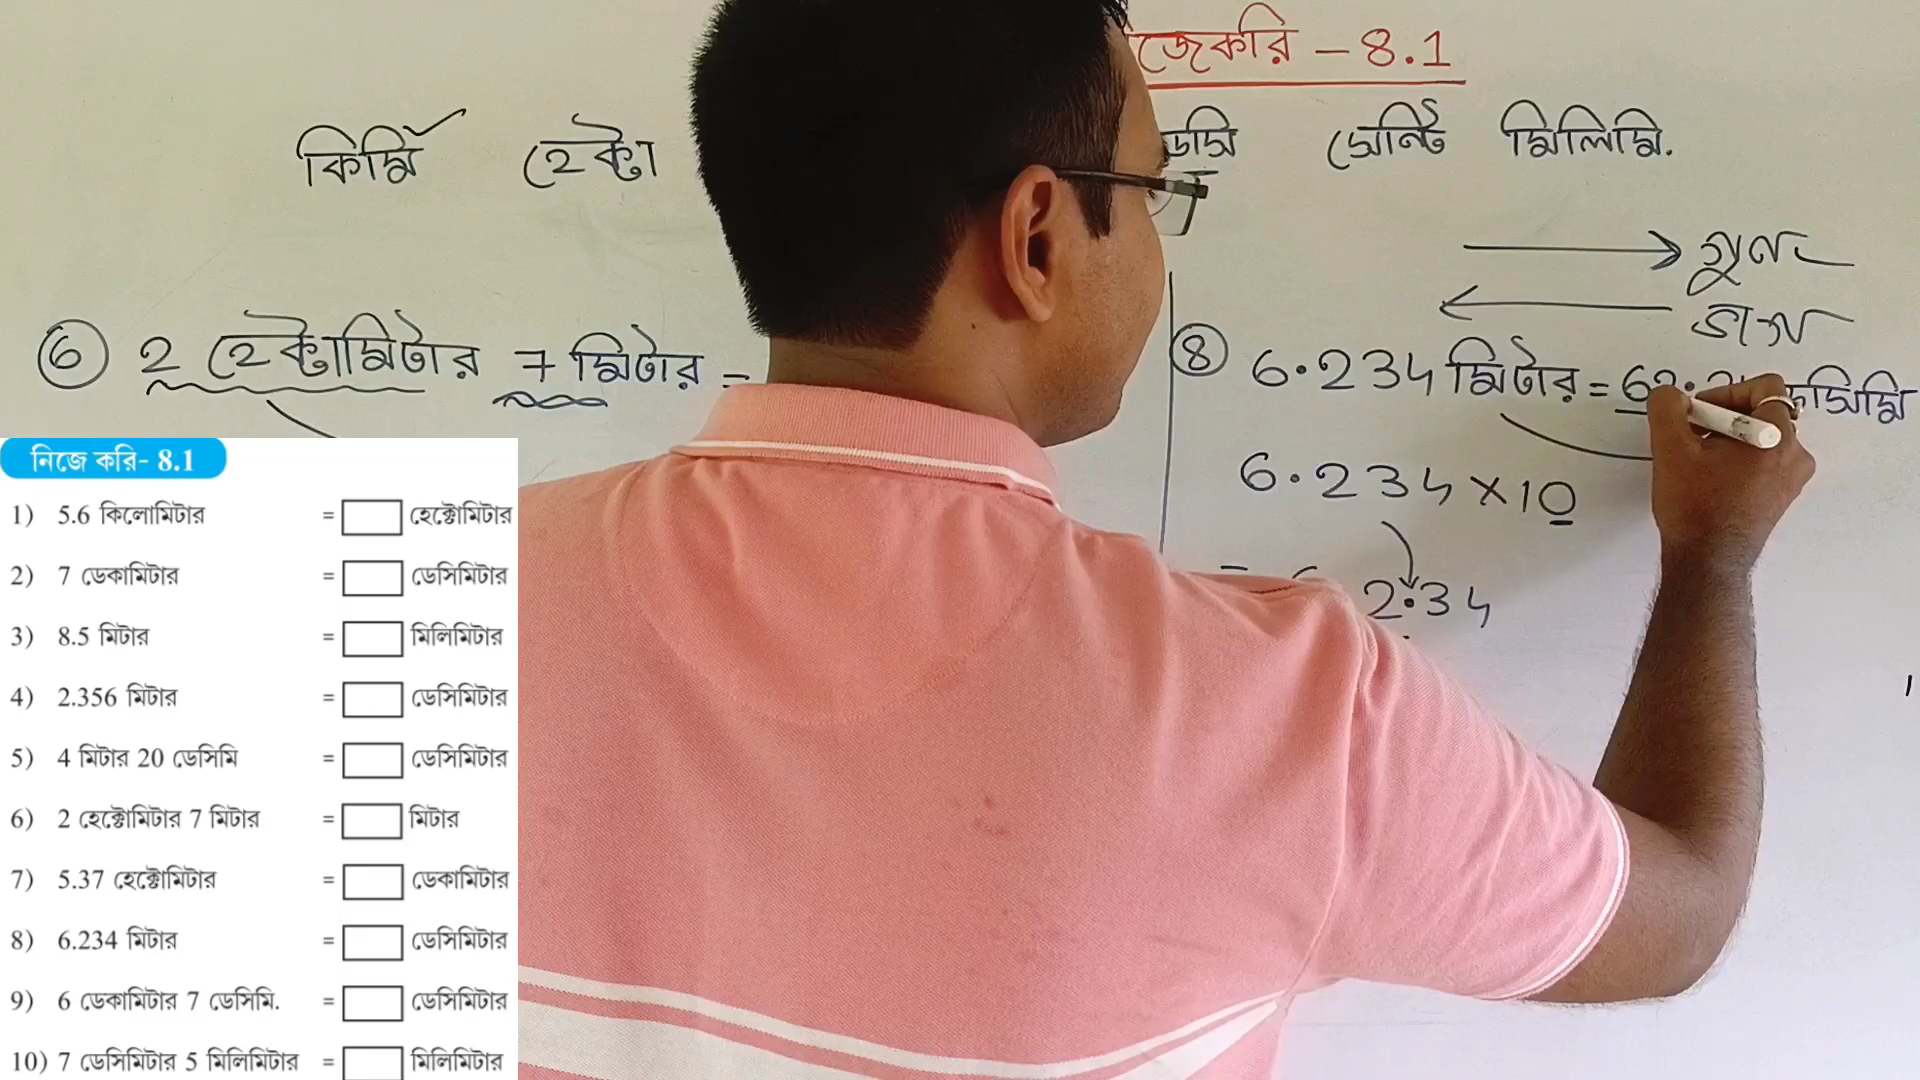 নিজেকরি – 8.1
কিমি হেক্টো ডেসি সেন্টি মিলিমি.
→ গুণ
← ভাগ
6 2 হেক্টোমিটার 7 মিটার =
8 6.234 মিটার = 62. ডেসিমি
6.234 × 10
2.34
নিজে করি- 8.1
1) 5.6 কিলোমিটার = হেক্টোমিটার
2) 7 ডেকামিটার = ডেসিমিটার
3) 8.5 মিটার = মিলিমিটার
4) 2.356 মিটার = ডেসিমিটার
5) 4 মিটার 20 ডেসিমি = ডেসিমিটার
6) 2 হেক্টোমিটার 7 মিটার = মিটার
7) 5.37 হেক্টোমিটার = ডেকামিটার
8) 6.234 মিটার = ডেসিমিটার
9) 6 ডেকামিটার 7 ডেসিমি. = ডেসিমিটার
10) 7 ডেসিমিটার 5 মিলিমিটার = মিলিমিটার